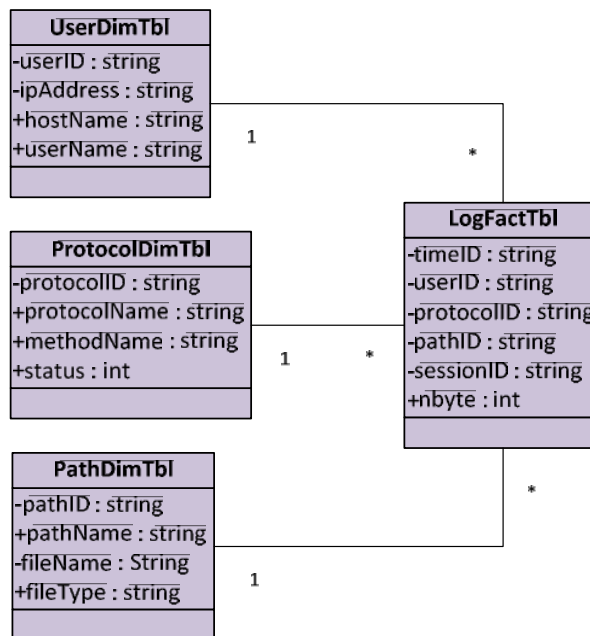 UserDimTbl
-userID : string
-ipAddress : string
+hostName : string
+userName : string
1
*
ProtocolDimTbl
-protocolID : string
+protocolName : string
+methodName : string
+status : int
1
*
LogFactTbl
-timeID : string
-userID : string
-protocolID : string
-pathID : string
-sessionID : string
+nbyte : int
PathDimTbl
-pathID : string
+pathName : string
-fileName : String
+fileType : string
1
*